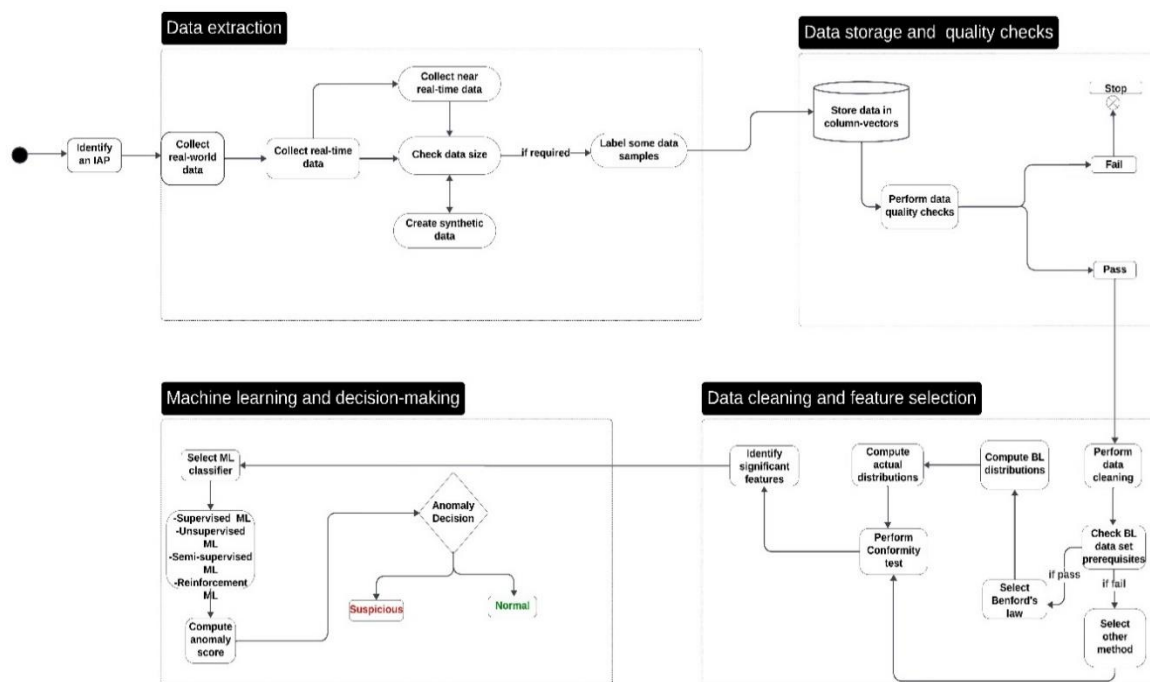 Data extraction
Data storage and quality checks
Collect near
real-time data
Stop
Store data in
column-vectors
Identify
an IAP
Collect
real-world
data
Collect real-time
data
Check data size
if required
Label some data
samples
Fail
Perform data
quality checks
Create synthetic
data
Pass
Machine learning and decision-making
Data cleaning and feature selection
Select ML
classifier
Identify
significant
features
Compute
actual
distributions
Compute BL
distributions
Perform
data
cleaning
-Supervised ML
-Unsupervised
ML
-Semi-supervised
ML
-Reinforcement
ML
Anomaly
Decision
Perform
Conformity
test
Check BL
data set
prerequisites
if pass
if fail
Select
Benford's
law
Suspicious
Normal
Compute
anomaly
score
Select
other
method